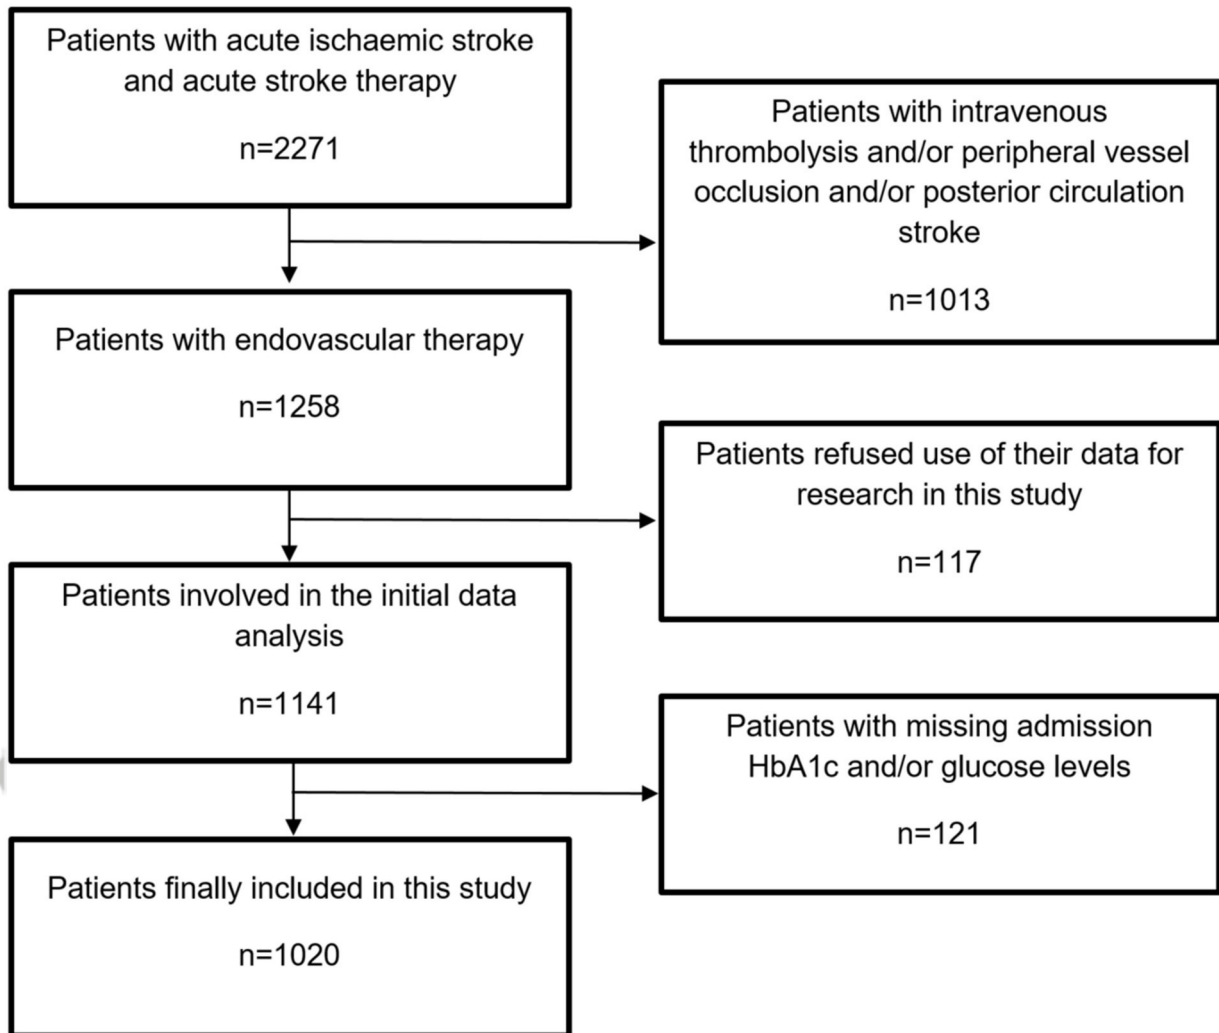 Patients with acute ischaemic stroke
and acute stroke therapy
n=2271
Patients with intravenous
thrombolysis and/or peripheral vessel
occlusion and/or posterior circulation
stroke
n=1013
Patients with endovascular therapy
n=1258
Patients refused use of their data for
research in this study
n=117
Patients involved in the initial data
analysis
n=1141
Patients with missing admission
HbA1c and/or glucose levels
n=121
Patients finally included in this study
n=1020